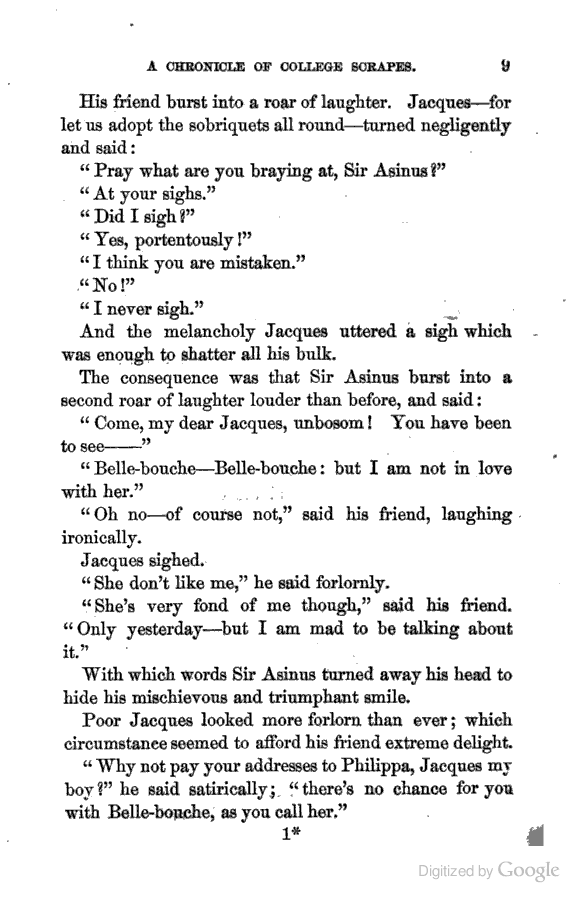 A CHRONICLE OF COLLEGE SCRAPES. 9
His friend burst into a roar of laughter. Jacques—for
let us adopt the sobriquets all round—turned negligently
and said:
“Pray what are you braying at, Sir Asinus?”
“At your sighs.”
“Did I sigh?”
“Yes, portentously!”
“I think you are mistaken.”
“No!”
“I never sigh.”
And the melancholy Jacques uttered a sigh which
was enough to shatter all his bulk.
The consequence was that Sir Asinus burst into a
second roar of laughter louder than before, and said:
“Come, my dear Jacques, unbosom! You have been
to see——”
“Belle-bouche—Belle-bouche: but I am not in love
with her.”
“Oh no—of course not,” said his friend, laughing
ironically.
Jacques sighed.
“She don’t like me,” he said forlornly.
“She’s very fond of me though,” said his friend.
“Only yesterday—but I am mad to be talking about
it.”
With which words Sir Asinus turned away his head to
hide his mischievous and triumphant smile.
Poor Jacques looked more forlorn than ever; which
circumstance seemed to afford his friend extreme delight.
“Why not pay your addresses to Philippa, Jacques my
boy?” he said satirically; “there’s no chance for you
with Belle-bouche, as you call her.”
1*
Digitized by Google